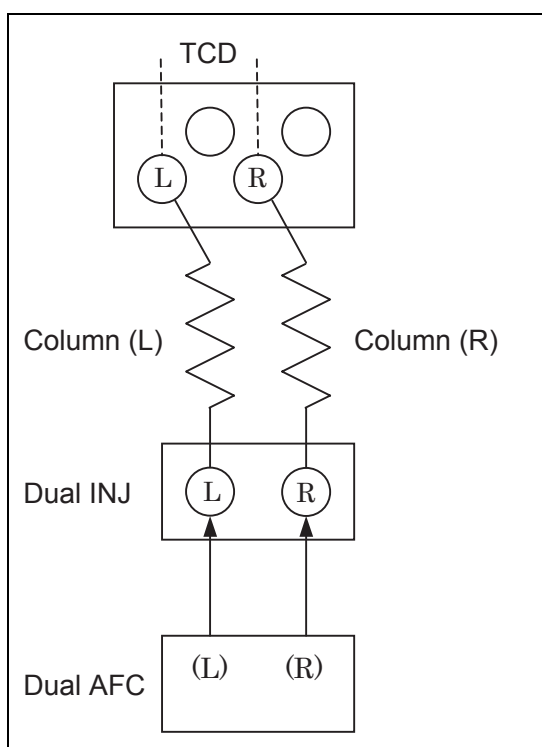 TCD
L R
Column (L) Column (R)
Dual INJ L R
(L) (R)
Dual AFC